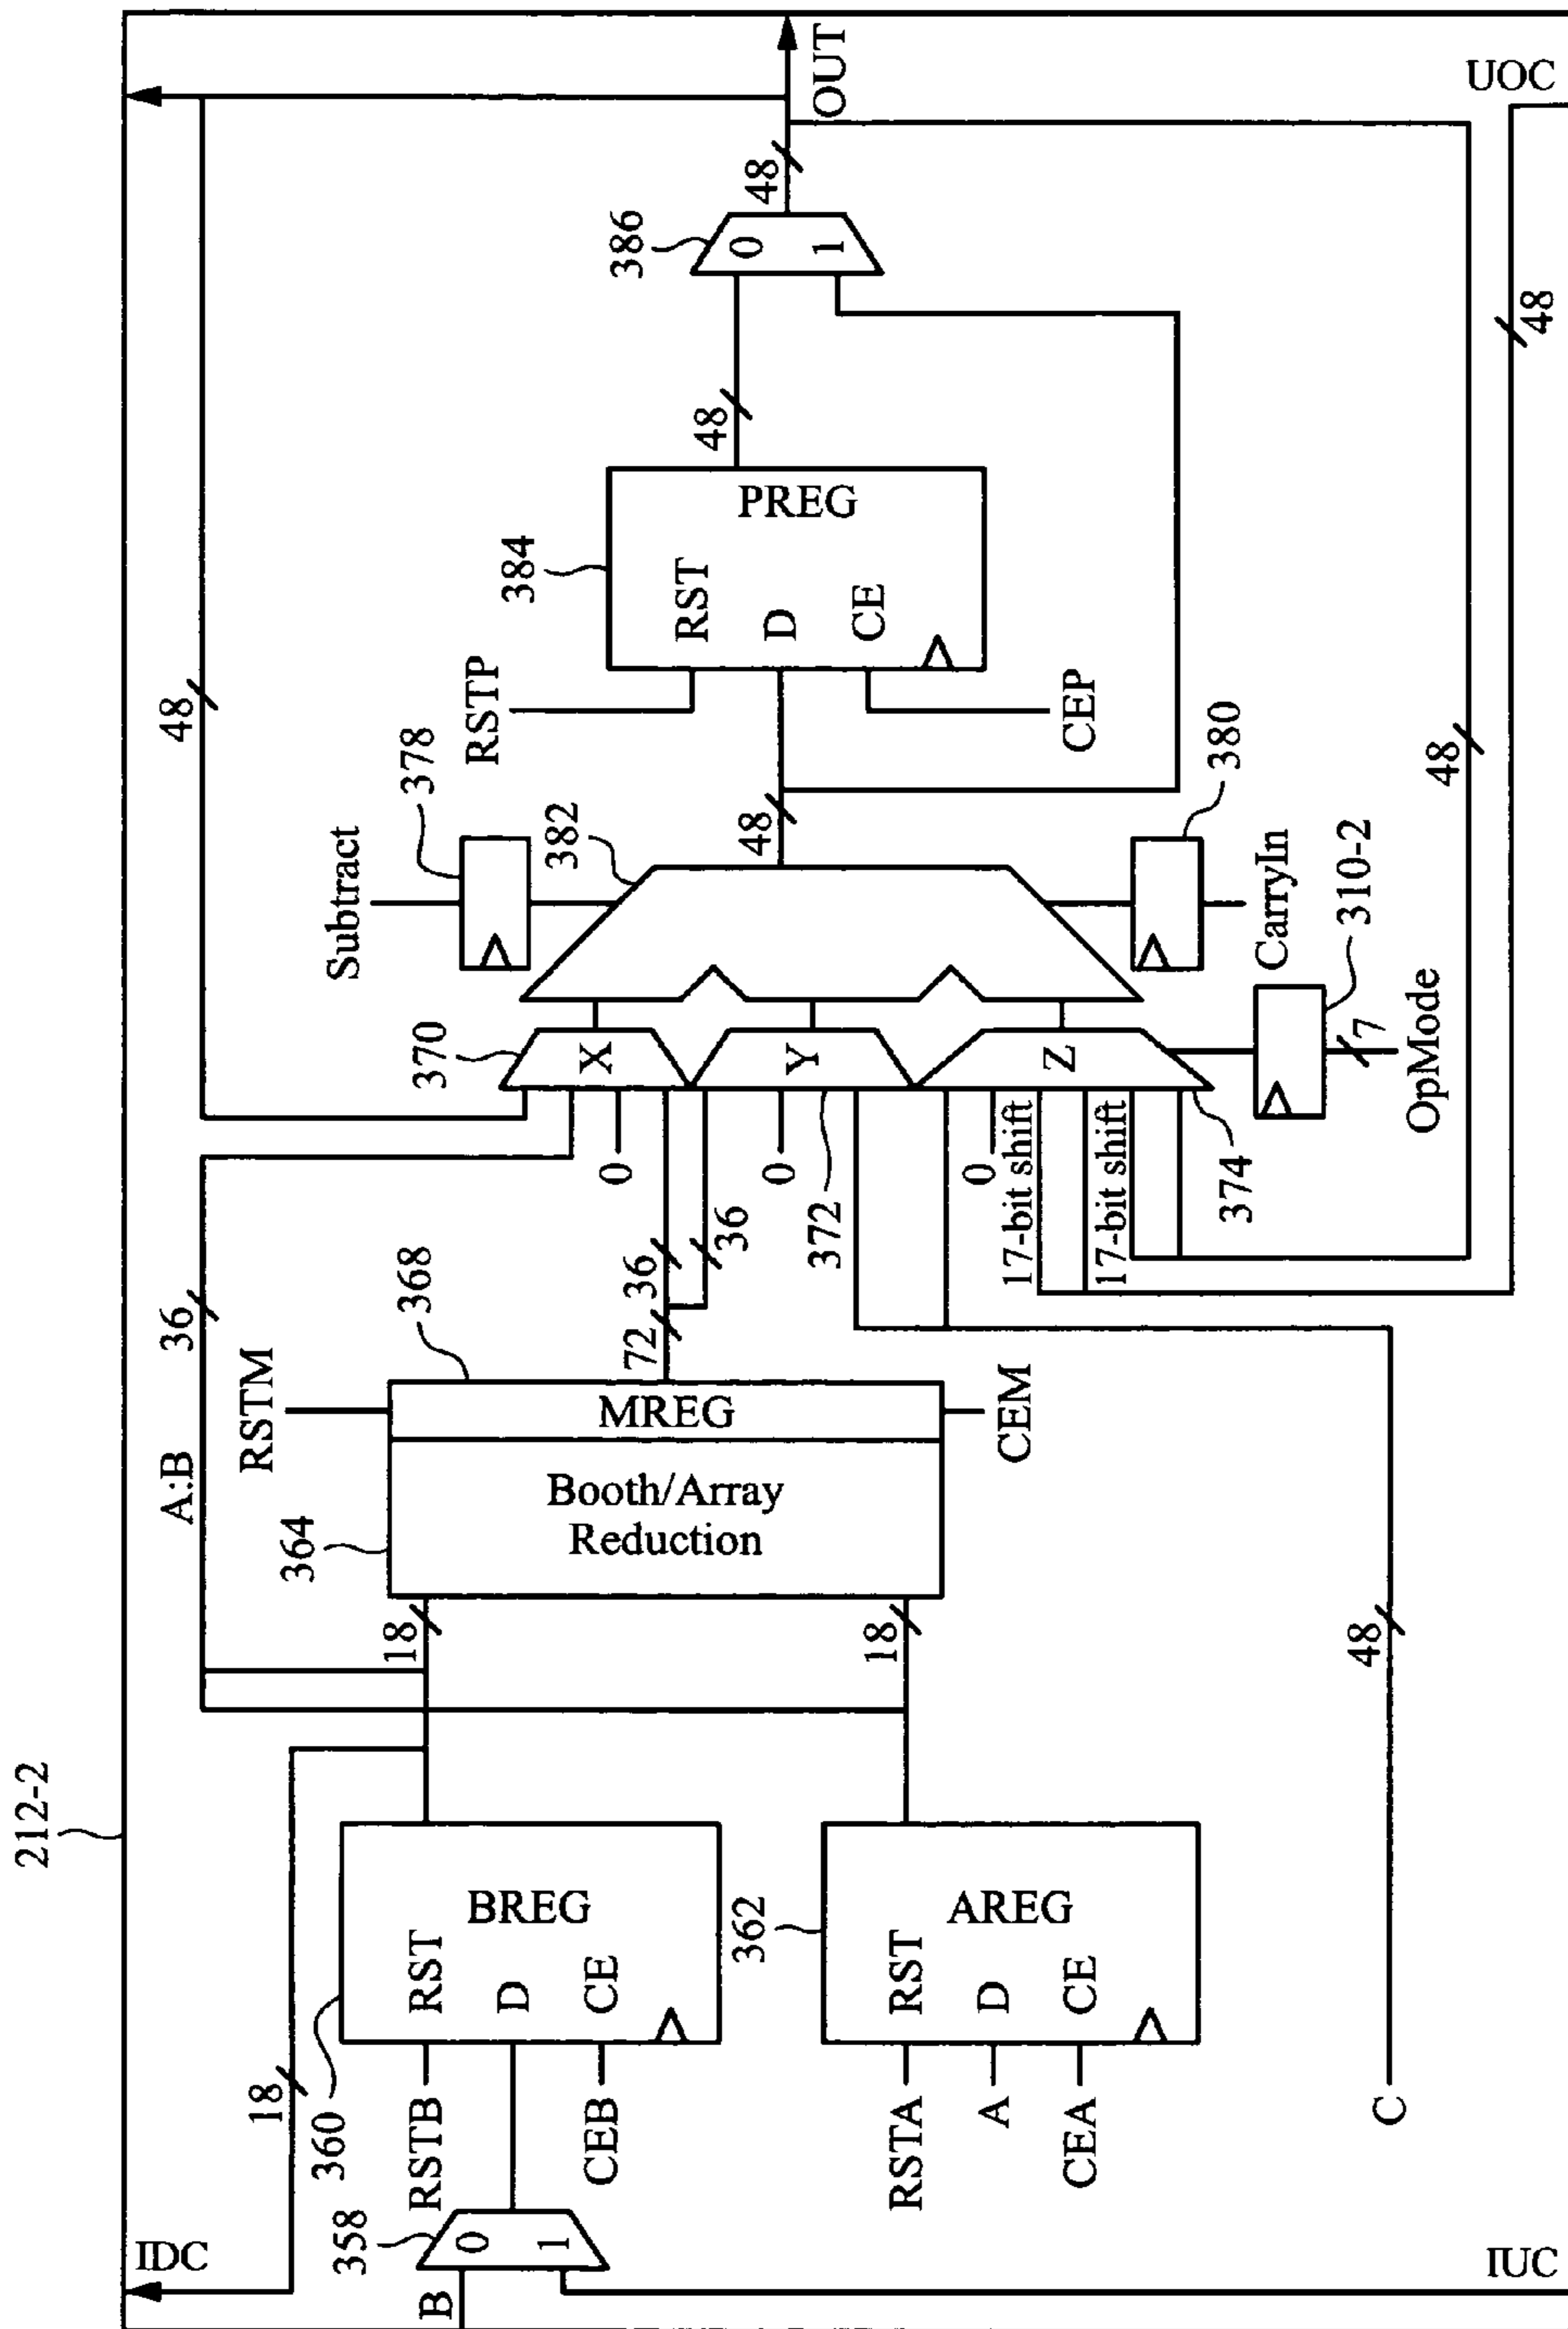 212-2
IDC
18
A:B
36
48
B
358
0
1
IUC
360
RSTB
CEB
RST
D
CE
BREG
362
RSTA
A
CEA
RST
D
CE
AREG
C
48
18
18
364
Booth/Array
Reduction
RSTM
MREG
368
CEM
72
36
36
0
0
372
0
17-bit shift
17-bit shift
374
370
X
Y
Z
OpMode
7
310-2
Subtract
378
382
CarryIn
380
48
RSTP
CEP
384
RST
D
CE
PREG
48
386
0
1
48
OUT
48
48
UOC